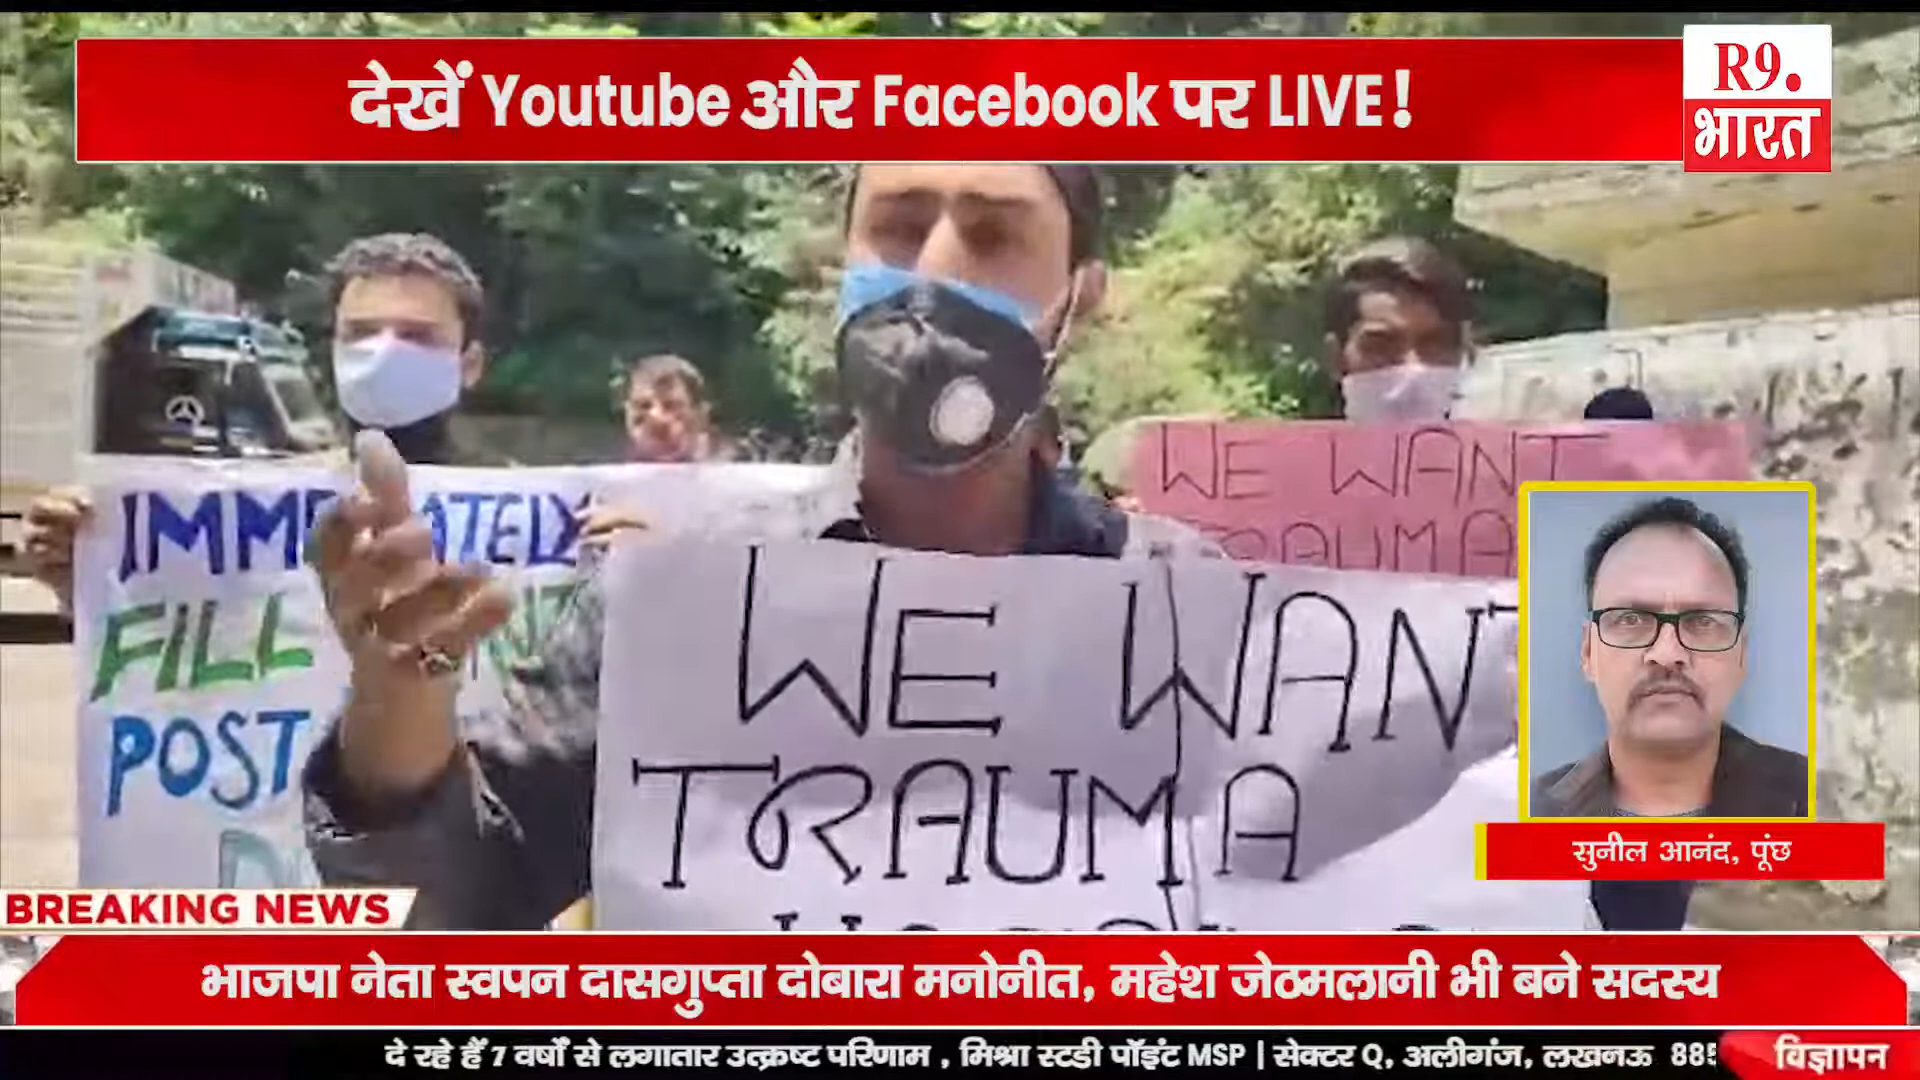 देखें Youtube और Facebook पर LIVE!
R9.
भारत
WE WANT
TRAUMA
FILL
POST
WE WANT
TRAUMA
सुनील आनंद, पूंछ
BREAKING NEWS
भाजपा नेता स्वपन दासगुप्ता दोबारा मनोनीत, महेश जेठमलानी भी बने सदस्य
दे रहे हैं 7 वर्षों से लगातार उत्क्रष्ट परिणाम , मिश्रा स्टडी पॉइंट MSP | सेक्टर Q, अलीगंज, लखनऊ 885
विज्ञापन